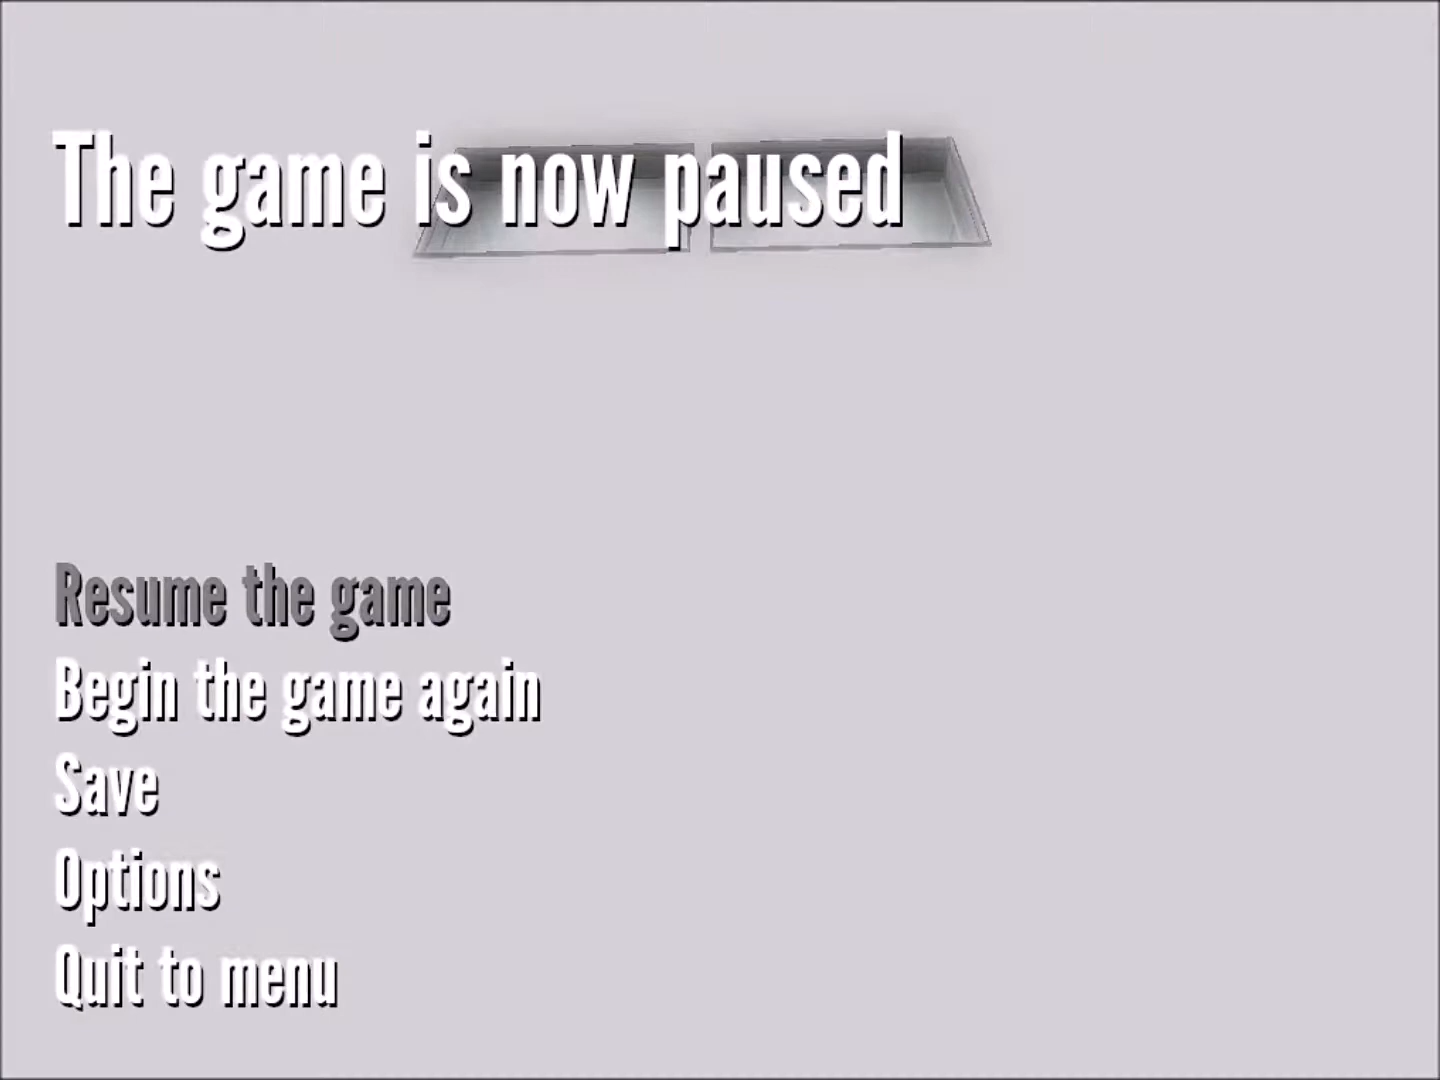 The game is now paused
Resume the game
Begin the game again
Save
Options
Quit to menu